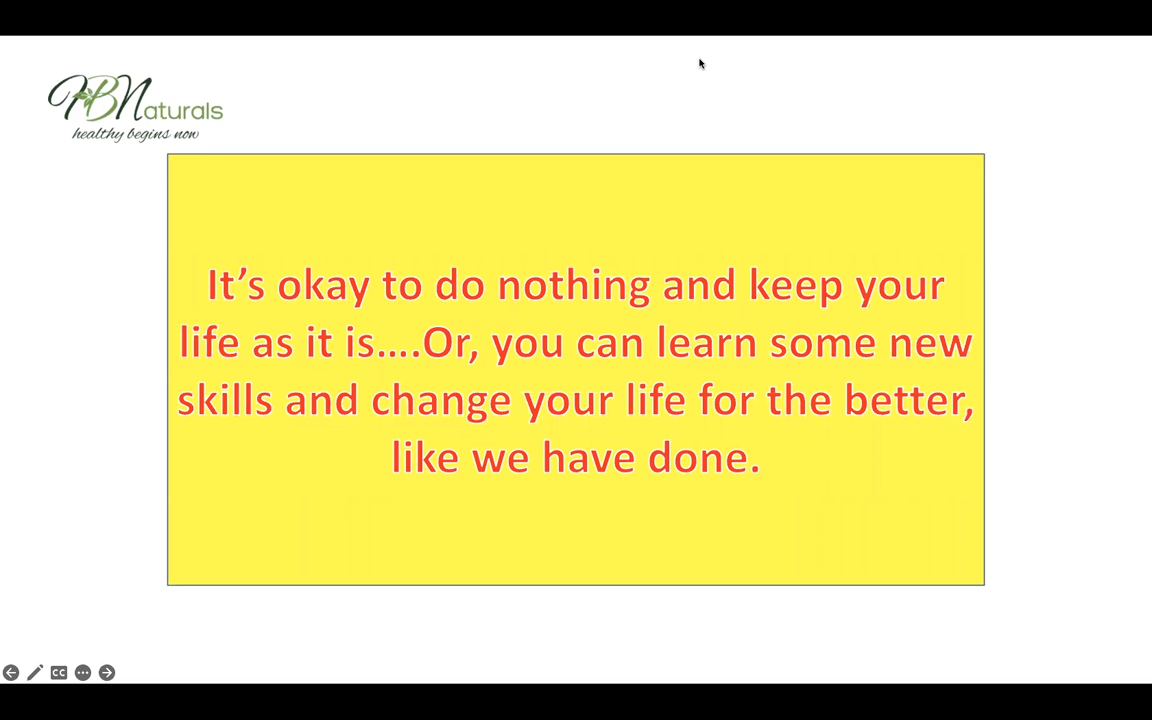 HBNaturals
healthy begins now
It’s okay to do nothing and keep your
life as it is....Or, you can learn some new
skills and change your life for the better,
like we have done.
CC